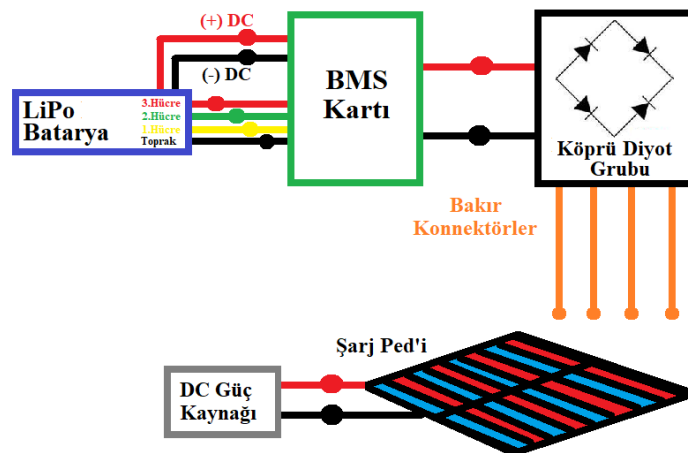 (+) DC
(-) DC
LiPo
Batarya
3.Hücre
2.Hücre
1.Hücre
Toprak
BMS
Kartı
Köprü Diyot
Grubu
Bakır
Konnektörler
Şarj Ped'i
DC Güç
Kaynağı